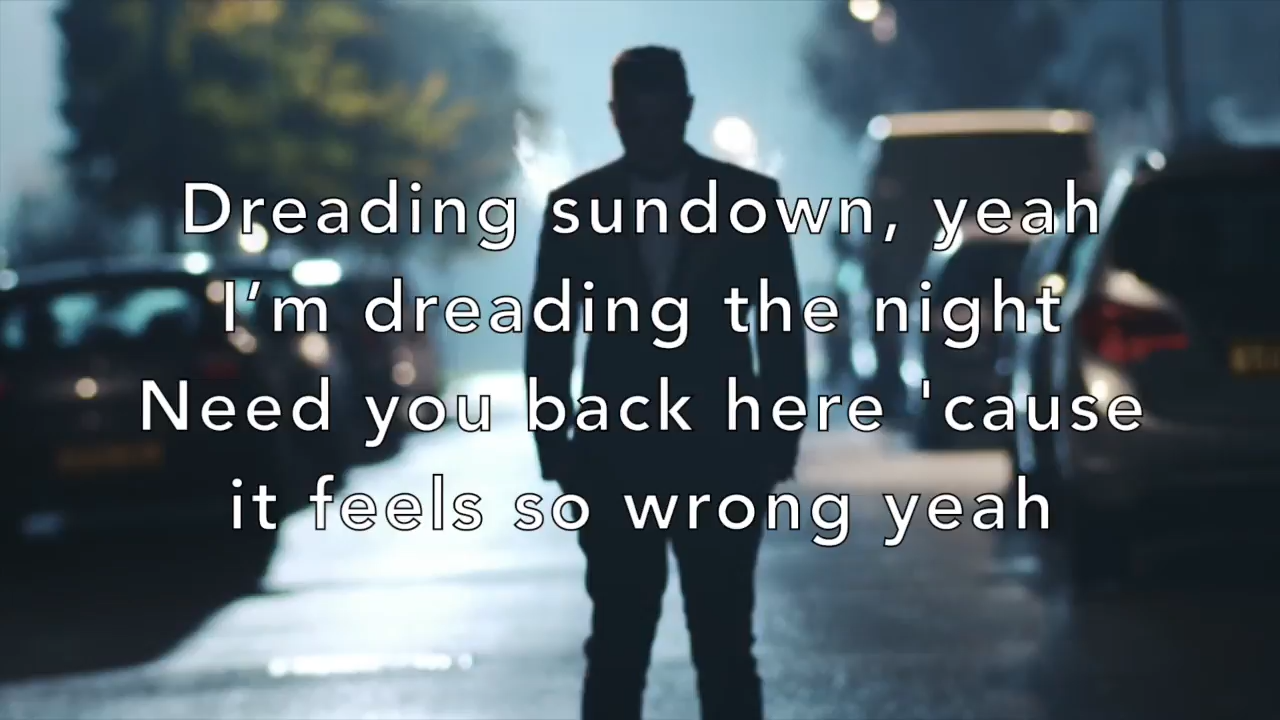 Dreading sundown, yeah
I’m dreading the night
Need you back here 'cause
it feels so wrong yeah